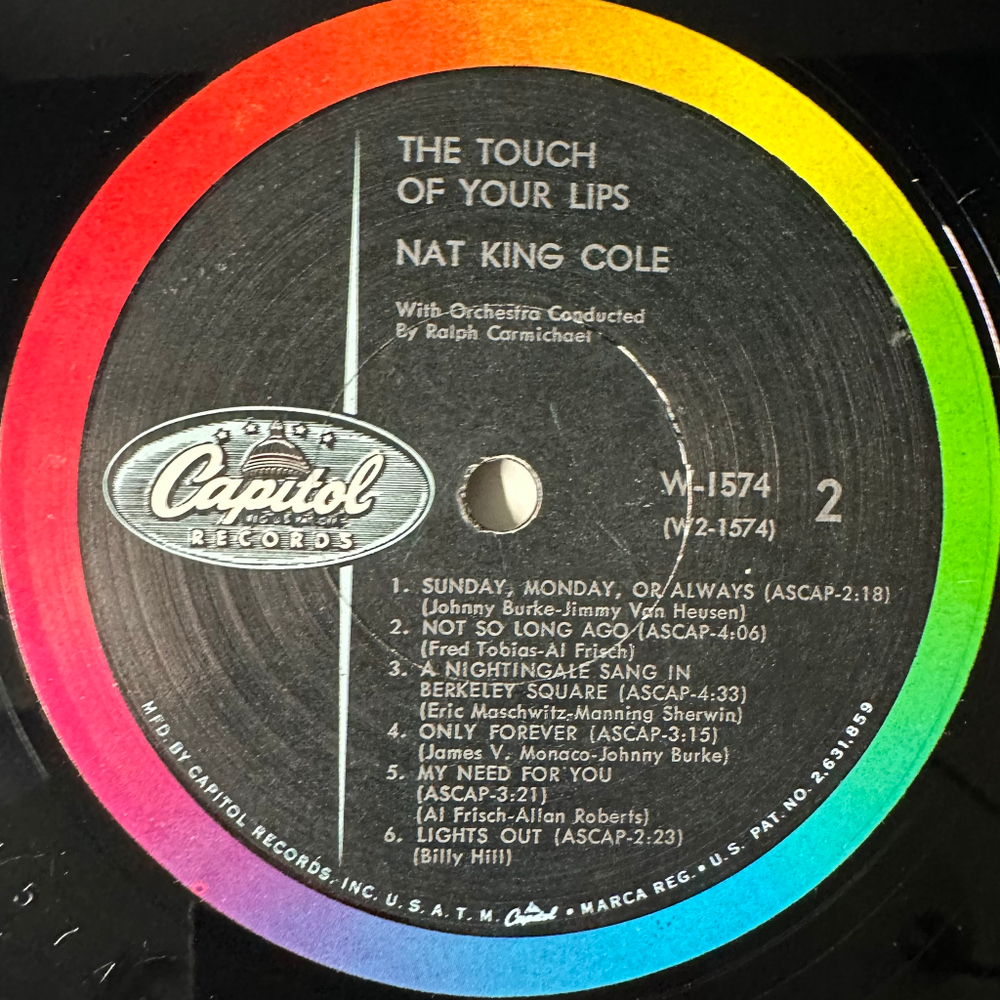 THE TOUCH
OF YOUR LIPS
NAT KING COLE
With Orchestra Conducted
By Ralph Carmichael
Capitol
RECORDS
W-1574
2
(W2-1574)
1. SUNDAY, MONDAY, OR ALWAYS (ASCAP-2:18)
(Johnny Burke-Jimmy Van Heusen)
2. NOT SO LONG AGO (ASCAP-4:06)
(Fred Tobias-Al Frisch)
3. A NIGHTINGALE SANG IN
BERKELEY SQUARE (ASCAP-4:33)
(Eric Maschwitz-Manning Sherwin)
4. ONLY FOREVER (ASCAP-3:15)
(James V. Monaco-Johnny Burke)
5. MY NEED FOR YOU
(ASCAP-3:21)
(Al Frisch-Allan Roberts)
6. LIGHTS OUT (ASCAP-2:23)
(Billy Hill)
MFD. BY CAPITOL RECORDS, INC. U. S. A. T. M. Capitol • MARCA REG. • U. S. PAT. NO. 2,631,859